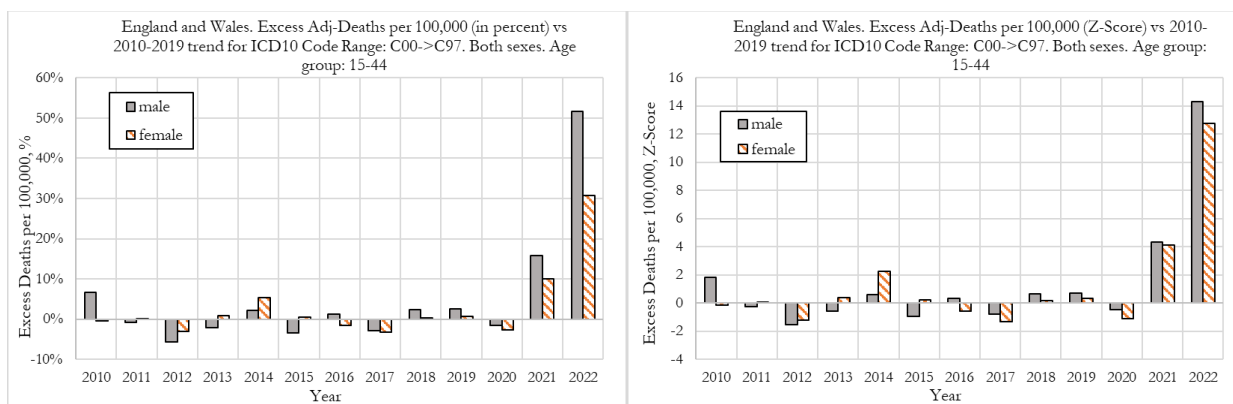 England and Wales. Excess Adj-Deaths per 100,000 (in percent) vs
2010-2019 trend for ICD10 Code Range: C00->C97. Both sexes. Age
group: 15-44
60%
50%
40%
30%
20%
10%
0%
-10%
Excess Deaths per 100,000, %
male
female
2010 2011 2012 2013 2014 2015 2016 2017 2018 2019 2020 2021 2022
Year
England and Wales. Excess Adj-Deaths per 100,000 (Z-Score) vs 2010-
2019 trend for ICD10 Code Range: C00->C97. Both sexes. Age group:
15-44
16
14
12
10
8
6
4
2
0
-2
-4
Excess Deaths per 100,000, Z-Score
male
female
2010 2011 2012 2013 2014 2015 2016 2017 2018 2019 2020 2021 2022
Year